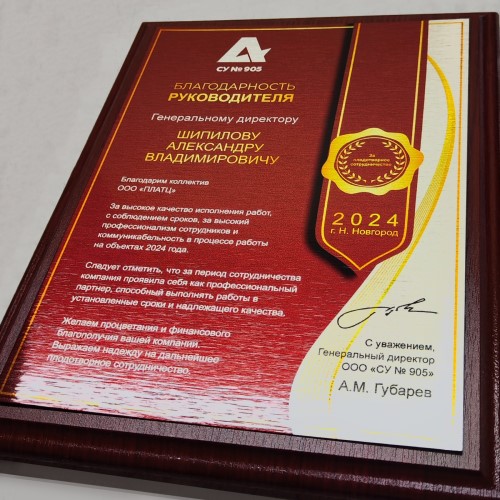 СУ № 905
БЛАГОДАРНОСТЬ
РУКОВОДИТЕЛЯ
Генеральному директору
ШИПИЛОВУ
АЛЕКСАНДРУ
ВЛАДИМИРОВИЧУ
Благодарим коллектив
ООО «ПЛАТЦ»
За высокое качество исполнения работ,
с соблюдением сроков, за высокий
профессионализм сотрудников и
коммуникабельность в процессе работы
на объектах 2024 года.
Следует отметить, что за период сотрудничества
компания проявила себя как профессиональный
партнер, способный выполнять работы в
установленные сроки и надлежащего качества.
Желаем процветания и финансового
благополучия вашей компании.
Выражаем надежду на дальнейшее
плодотворное сотрудничество.
За
плодотворное
сотрудничество
2024
г. Н. Новгород
С уважением,
Генеральный директор
ООО «СУ № 905»
А.М. Губарев